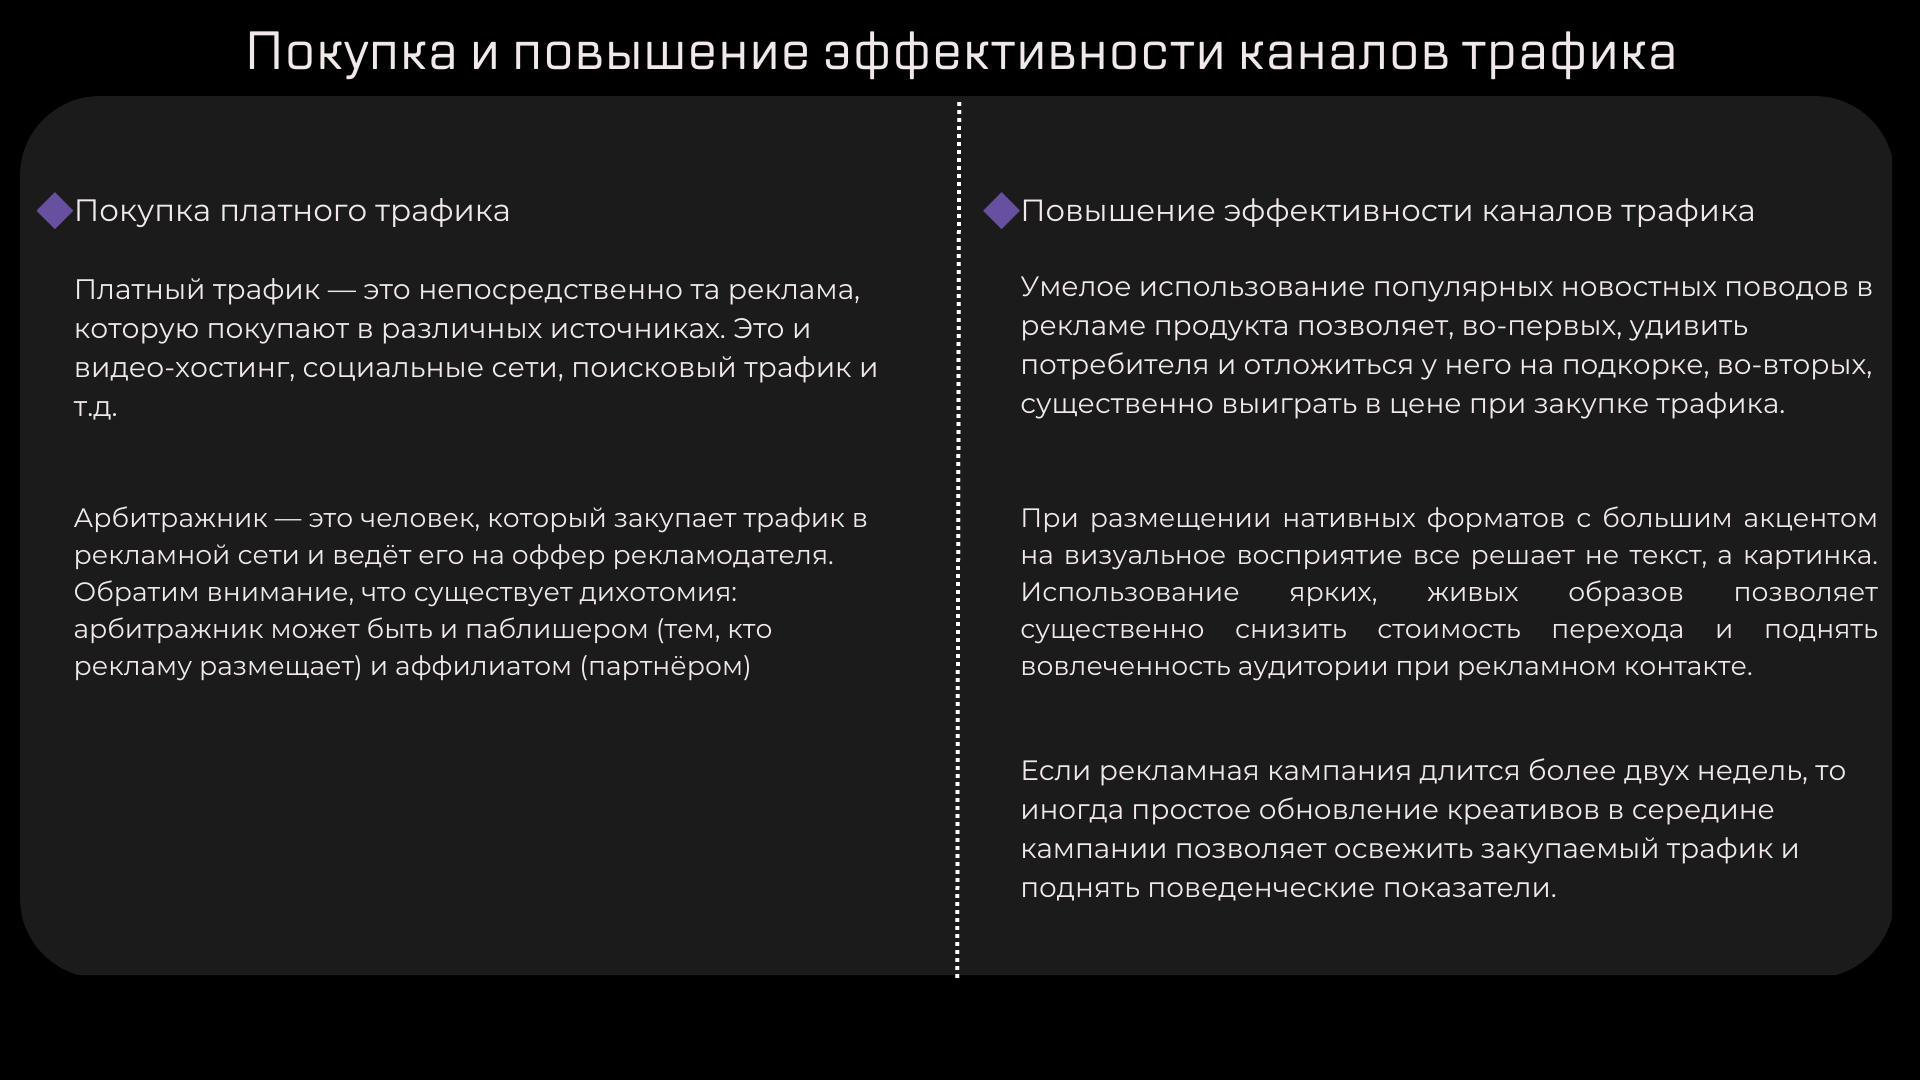 Покупка и повышение эффективности каналов трафика
Покупка платного трафика
Платный трафик — это непосредственно та реклама,
которую покупают в различных источниках. Это и
видео-хостинг, социальные сети, поисковый трафик и
т.д.
Арбитражник — это человек, который закупает трафик в
рекламной сети и ведёт его на оффер рекламодателя.
Обратим внимание, что существует дихотомия:
арбитражник может быть и паблишером (тем, кто
рекламу размещает) и аффилиатом (партнёром)
Повышение эффективности каналов трафика
Умелое использование популярных новостных поводов в
рекламе продукта позволяет, во-первых, удивить
потребителя и отложиться у него на подкорке, во-вторых,
существенно выиграть в цене при закупке трафика.
При размещении нативных форматов с большим акцентом
на визуальное восприятие все решает не текст, а картинка.
Использование ярких, живых образов позволяет
существенно снизить стоимость перехода и поднять
вовлеченность аудитории при рекламном контакте.
Если рекламная кампания длится более двух недель, то
иногда простое обновление креативов в середине
кампании позволяет освежить закупаемый трафик и
поднять поведенческие показатели.